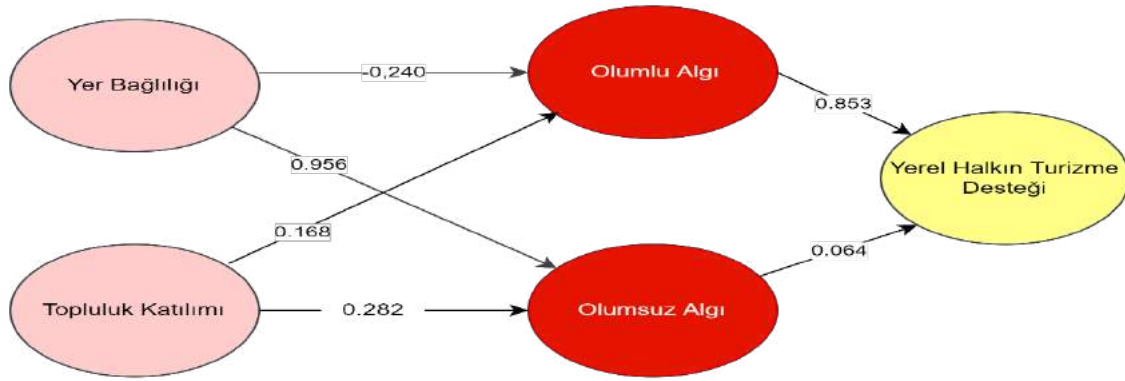 Yer Bağlılığı
-0,240
Olumlu Algı
0.853
0.956
Yerel Halkın Turizme
Desteği
0.168
0.064
Topluluk Katılımı
0.282
Olumsuz Algı